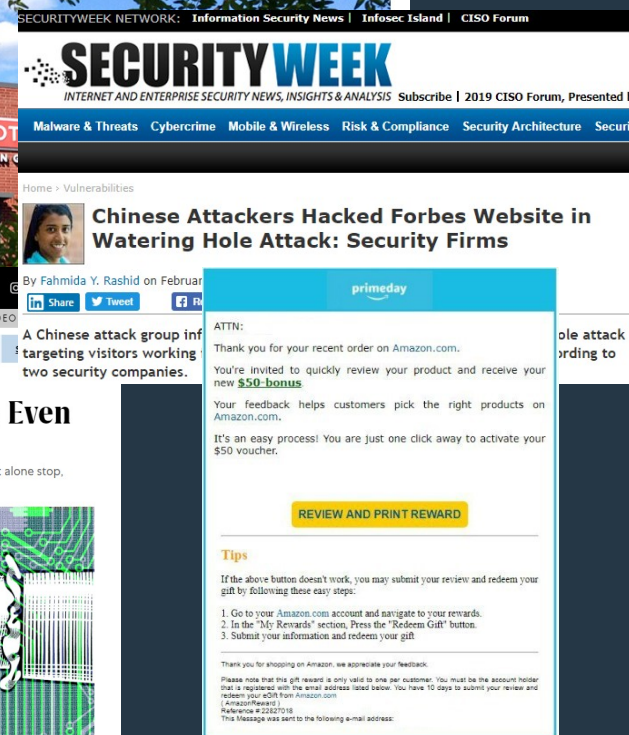 SECURITYWEEK NETWORK: Information Security News | Infosec Island | CISO Forum
SECURITYWEEK
INTERNET AND ENTERPRISE SECURITY NEWS, INSIGHTS & ANALYSIS Subscribe | 2019 CISO Forum, Presented
Malware & Threats Cybercrime Mobile & Wireless Risk & Compliance Security Architecture Securi
Home › Vulnerabilities
Chinese Attackers Hacked Forbes Website in
Watering Hole Attack: Security Firms
By Fahmida Y. Rashid on Februar
in Share Tweet
A Chinese attack group inf
ole attack
targeting visitors working
ording to
two security companies.
Even
alone stop,
primeday
ATTN:
Thank you for your recent order on Amazon.com.
You're invited to quickly review your product and receive your
new $50-bonus
Your feedback helps customers pick the right products on
Amazon.com.
It's an easy process! You are just one click away to activate your
$50 voucher.
REVIEW AND PRINT REWARD
Tips
If the above button doesn't work, you may submit your review and redeem your
gift by following these easy steps:
1. Go to your Amazon.com account and navigate to your rewards.
2. In the "My Rewards" section, Press the "Redeem Gift" button.
3. Submit your information and redeem your gift
Thank you for shopping on Amazon, we appreciate your feedback.
Please note that this gift reward is only valid to one per customer. You must be the account holder
that is registered with the email address listed below. You have 10 days to submit your review and
redeem your eGift from Amazon.com
( AmazonReward )
Reference #:22827018
This Message was sent to the following e-mail address: